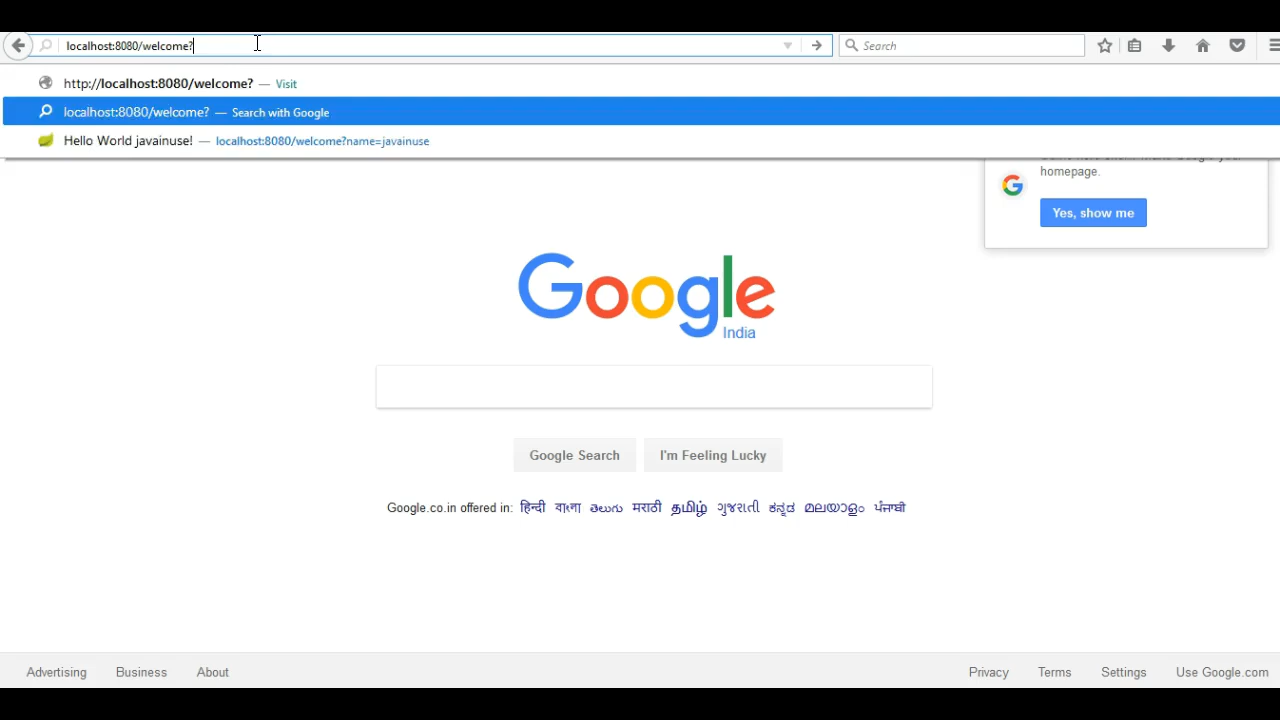 localhost:8080/welcome?
Search
http://localhost:8080/welcome? — Visit
localhost:8080/welcome? — Search with Google
Hello World javainuse! — localhost:8080/welcome?name=javainuse
homepage.
Yes, show me
Google
India
Google Search I'm Feeling Lucky
Google.co.in offered in: हिन्दी বাংলা తెలుగు मराठी தமிழ் ગુજરાતી ಕನ್ನಡ മലയാളം ਪੰਜਾਬੀ
Advertising Business About Privacy Terms Settings Use Google.com